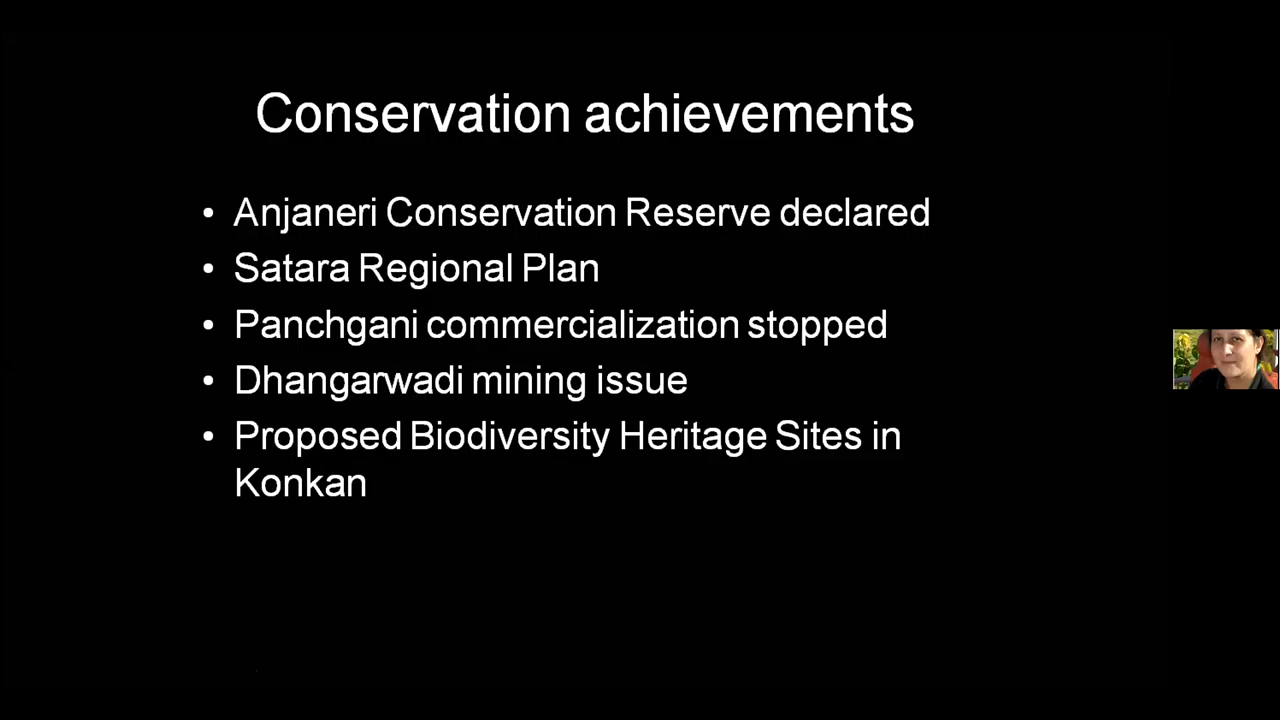 Conservation achievements
• Anjaneri Conservation Reserve declared
• Satara Regional Plan
• Panchgani commercialization stopped
• Dhangarwadi mining issue
• Proposed Biodiversity Heritage Sites in
Konkan